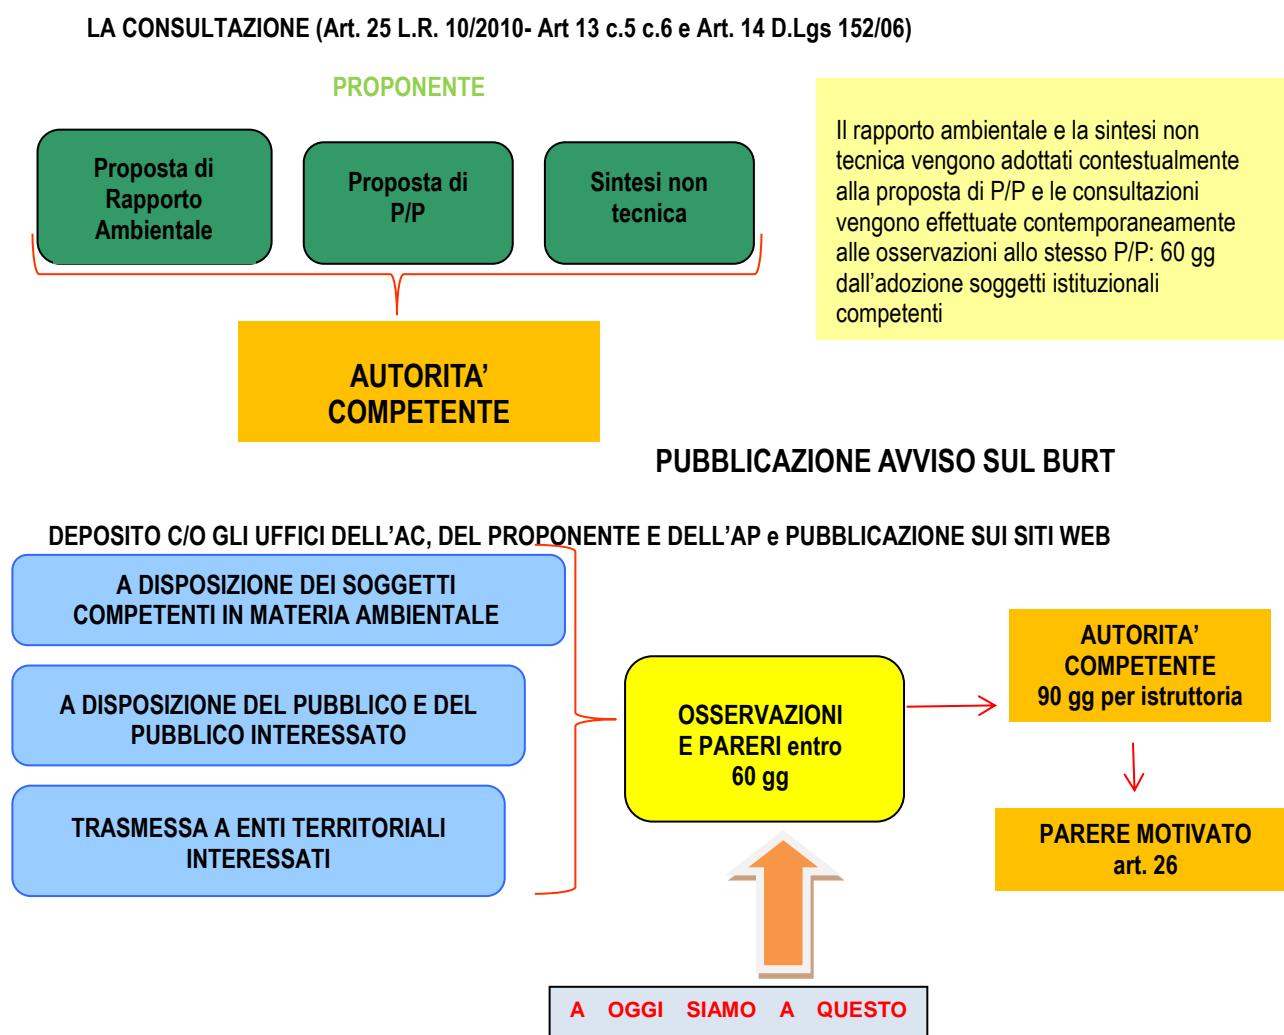 LA CONSULTAZIONE (Art. 25 L.R. 10/2010- Art 13 c.5 c.6 e Art. 14 D.Lgs 152/06)
PROPONENTE
Proposta di
Rapporto
Ambientale
Proposta di
P/P
Sintesi non
tecnica
Il rapporto ambientale e la sintesi non
tecnica vengono adottati contestualmente
alla proposta di P/P e le consultazioni
vengono effettuate contemporaneamente
alle osservazioni allo stesso P/P: 60 gg
dall’adozione soggetti istituzionali
competenti
AUTORITA’
COMPETENTE
PUBBLICAZIONE AVVISO SUL BURT
DEPOSITO C/O GLI UFFICI DELL’AC, DEL PROPONENTE E DELL’AP e PUBBLICAZIONE SUI SITI WEB
A DISPOSIZIONE DEI SOGGETTI
COMPETENTI IN MATERIA AMBIENTALE
A DISPOSIZIONE DEL PUBBLICO E DEL
PUBBLICO INTERESSATO
TRASMESSA A ENTI TERRITORIALI
INTERESSATI
OSSERVAZIONI
E PARERI entro
60 gg
AUTORITA’
COMPETENTE
90 gg per istruttoria
PARERE MOTIVATO
art. 26
A OGGI SIAMO A QUESTO